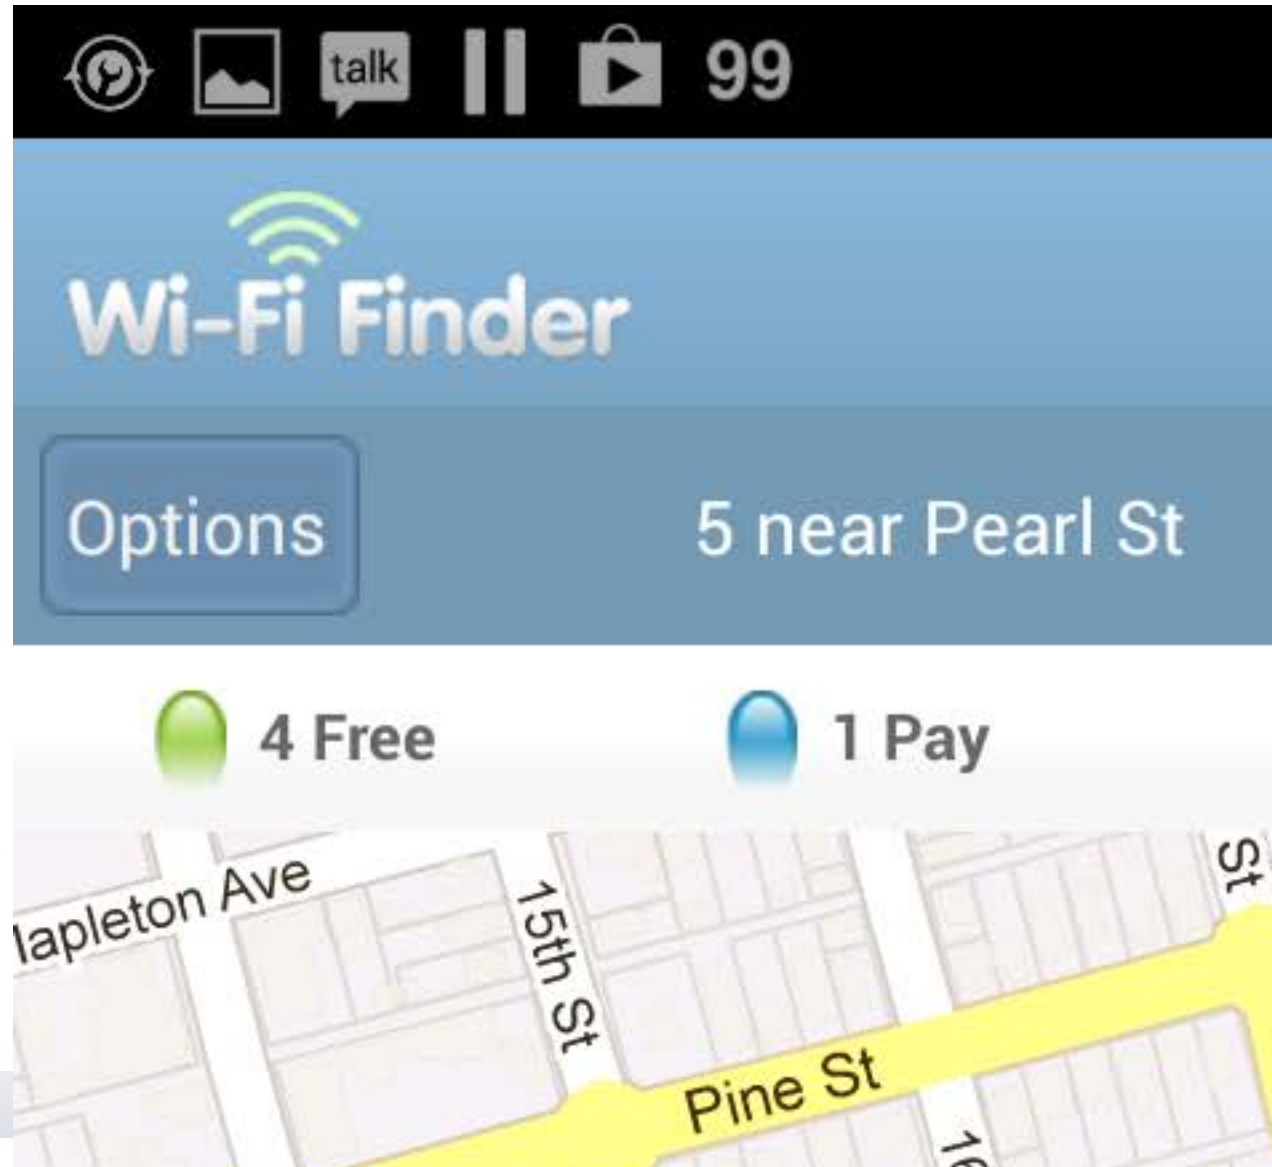 talk 99
Wi-Fi Finder
Options 5 near Pearl St
4 Free 1 Pay
St
Ave
15th St
Pine St